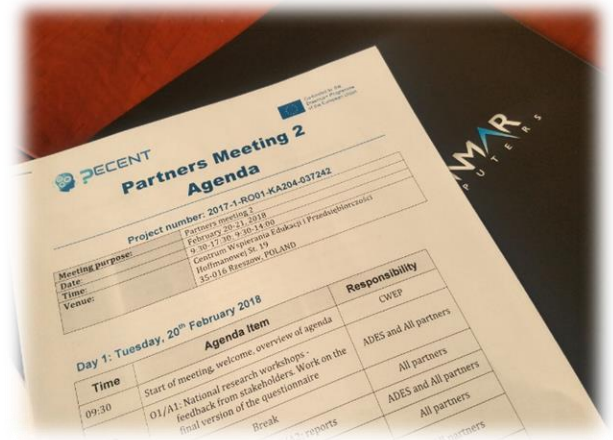 Co-funded by the
Erasmus+ Programme
of the European Union
?ECENT
Partners Meeting 2
Agenda
Project number: 2017-1-RO01-KA204-037242
Meeting purpose: Partners meeting 2
Date: February 20-21, 2018
Time: 9:30-17:30, 9:30-14:00
Venue: Centrum Wspierania Edukacji i Przedsiębiorczości
Hoffmanowej St. 19
35-016 Rzeszow, POLAND
Day 1: Tuesday, 20th February 2018
Time Agenda Item Responsibility
09:30 Start of meeting, welcome, overview of agenda CWEP
O1/A1: National research workshops - ADES and All partners
feedback from stakeholders. Work on the
final version of the questionnaire
Break All partners
reports ADES and All partners
All partners
partners
MAR
PUTERS